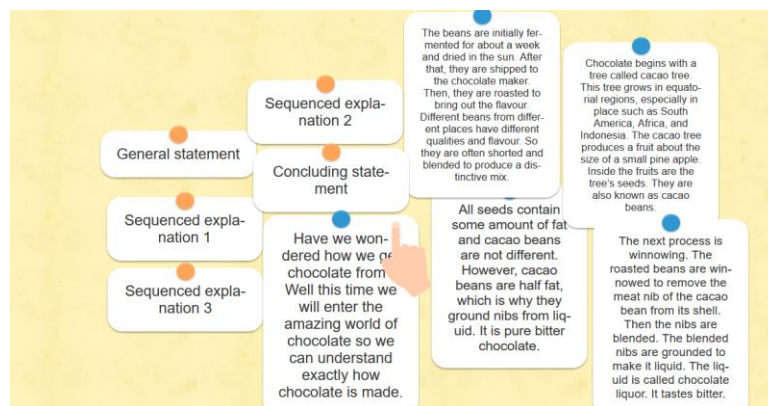 General statement
Sequenced expla-
nation 1
Sequenced expla-
nation 3
Sequenced expla-
nation 2
Concluding state-
ment
Have we won-
dered how we ge
chocolate from
Well this time we
will enter the
amazing world of
chocolate so we
can understand
exactly how
chocolate is made.
The beans are initially fer-
mented for about a week
and dried in the sun. After
that, they are shipped to
the chocolate maker.
Then, they are roasted to
bring out the flavour.
Different beans from differ-
ent places have different
qualities and flavour. So
they are often shorted and
blended to produce a dis-
tinctive mix.
All seeds contain
some amount of fat
and cacao beans
are not different.
However, cacao
beans are half fat,
which is why they
ground nibs from liq-
uid. It is pure bitter
chocolate.
Chocolate begins with a
tree called cacao tree.
This tree grows in equato-
rial regions, especially in
place such as South
America, Africa, and
Indonesia. The cacao tree
produces a fruit about the
size of a small pine apple.
Inside the fruits are the
tree's seeds. They are
also known as cacao
beans.
The next process is
winnowing. The
roasted beans are win-
nowed to remove the
meat nib of the cacao
bean from its shell.
Then the nibs are
blended. The blended
nibs are grounded to
make it liquid. The liq-
uid is called chocolate
liquor. It tastes bitter.